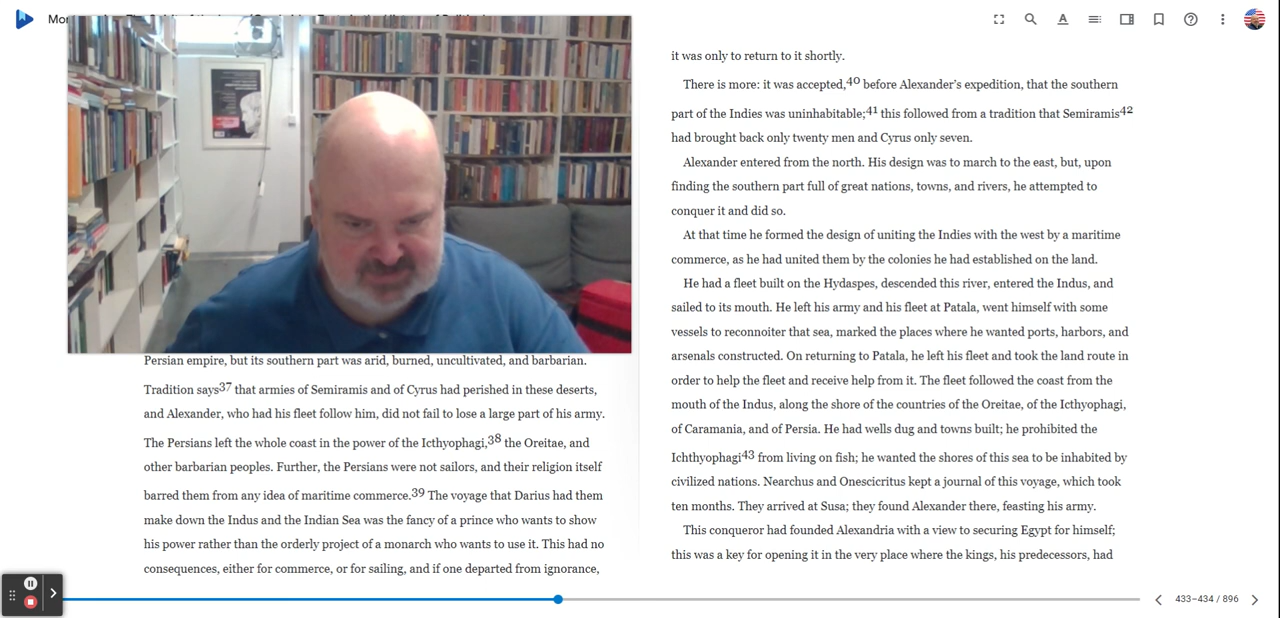 Persian empire, but its southern part was arid, burned, uncultivated, and barbarian.
Tradition says37 that armies of Semiramis and of Cyrus had perished in these deserts,
and Alexander, who had his fleet follow him, did not fail to lose a large part of his army.
The Persians left the whole coast in the power of the Icthyophagi,38 the Oreitae, and
other barbarian peoples. Further, the Persians were not sailors, and their religion itself
barred them from any idea of maritime commerce.39 The voyage that Darius had them
make down the Indus and the Indian Sea was the fancy of a prince who wants to show
his power rather than the orderly project of a monarch who wants to use it. This had no
consequences, either for commerce, or for sailing, and if one departed from ignorance,
it was only to return to it shortly.
There is more: it was accepted,40 before Alexander's expedition, that the southern
part of the Indies was uninhabitable;41 this followed from a tradition that Semiramis42
had brought back only twenty men and Cyrus only seven.
Alexander entered from the north. His design was to march to the east, but, upon
finding the southern part full of great nations, towns, and rivers, he attempted to
conquer it and did so.
At that time he formed the design of uniting the Indies with the west by a maritime
commerce, as he had united them by the colonies he had established on the land.
He had a fleet built on the Hydaspes, descended this river, entered the Indus, and
sailed to its mouth. He left his army and his fleet at Patala, went himself with some
vessels to reconnoiter that sea, marked the places where he wanted ports, harbors, and
arsenals constructed. On returning to Patala, he left his fleet and took the land route in
order to help the fleet and receive help from it. The fleet followed the coast from the
mouth of the Indus, along the shore of the countries of the Oreitae, of the Icthyophagi,
of Caramania, and of Persia. He had wells dug and towns built; he prohibited the
Ichthyophagi43 from living on fish; he wanted the shores of this sea to be inhabited by
civilized nations. Nearchus and Onescicritus kept a journal of this voyage, which took
ten months. They arrived at Susa; they found Alexander there, feasting his army.
This conqueror had founded Alexandria with a view to securing Egypt for himself;
this was a key for opening it in the very place where the kings, his predecessors, had
433-434 / 896